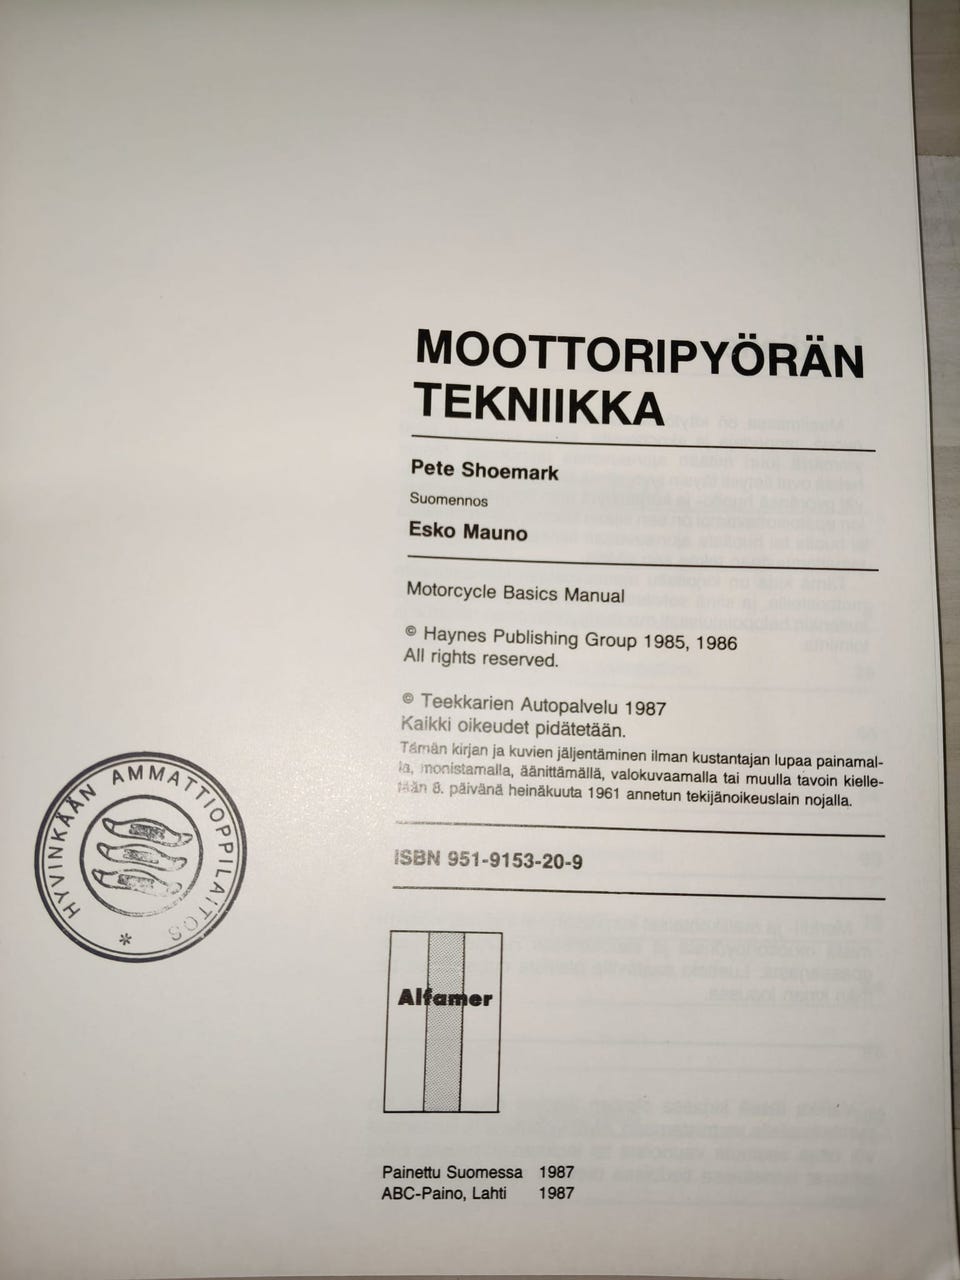 MOOTTORIPYÖRÄN
TEKNIIKKA
Pete Shoemark
Suomennos
Esko Mauno
Motorcycle Basics Manual
© Haynes Publishing Group 1985, 1986
All rights reserved.
© Teekkarien Autopalvelu 1987
Kaikki oikeudet pidätetään.
Tämän kirjan ja kuvien jäljentäminen ilman kustantajan lupaa painamal-
la, monistamalla, äänittämällä, valokuvaamalla tai muulla tavoin kielle-
tään 8. päivänä heinäkuuta 1961 annetun tekijänoikeuslain nojalla.
ISBN 951-9153-20-9
HYVINKÄÄN AMMATTIOPPILAITOS *
Alfamer
Painettu Suomessa 1987
ABC-Paino, Lahti 1987